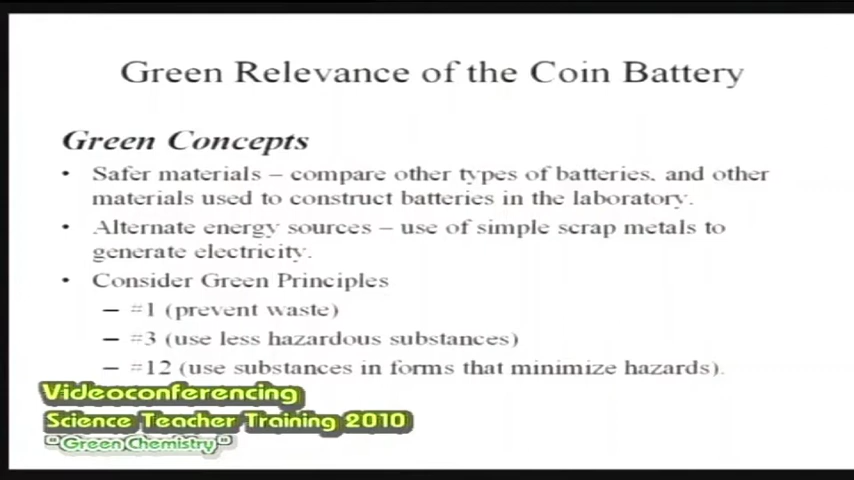 Green Relevance of the Coin Battery
Green Concepts
• Safer materials – compare other types of batteries, and other
materials used to construct batteries in the laboratory.
• Alternate energy sources – use of simple scrap metals to
generate electricity.
• Consider Green Principles
– #1 (prevent waste)
– #3 (use less hazardous substances)
– #12 (use substances in forms that minimize hazards).
Videoconferencing
Science Teacher Training 2010
"Green Chemistry"